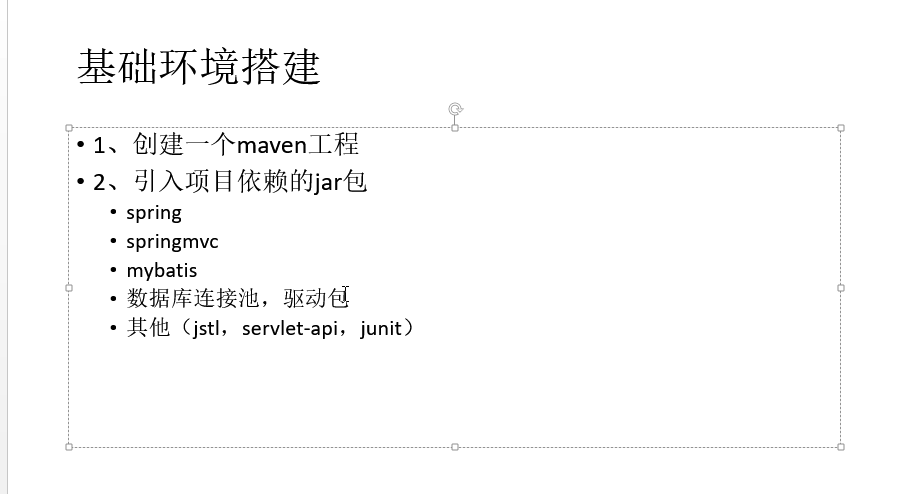 基础环境搭建
• 1、创建一个maven工程
• 2、引入项目依赖的jar包
• spring
• springmvc
• mybatis
• 数据库连接池，驱动包
• 其他（jstl，servlet-api，junit）